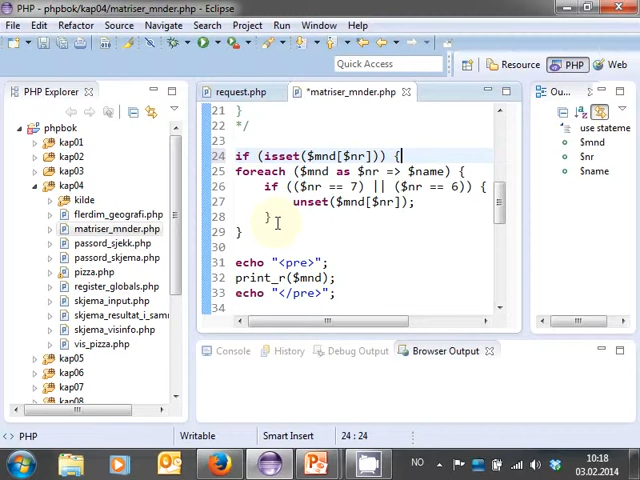 PHP - phpbok/kap04/matriser_mnder.php - Eclipse
File Edit Refactor Source Navigate Search Project Run Window Help
Quick Access
Resource PHP Web
PHP Explorer
request.php *matriser_mnder.php
Ou...
phpbok
kap01
kap02
kap03
kap04
kilde
flerdim_geografi.php
matriser_mnder.php
passord_sjekk.php
passord_skjema.php
pizza.php
register_globals.php
skjema_input.php
skjema_resultat_i_samm
skjema_visinfo.php
vis_pizza.php
kap05
kap06
kap07
kap08
21 }
22 */
23
24 if (isset($mnd[$nr])) {
25 foreach ($mnd as $nr => $name) {
26 if (($nr == 7) || ($nr == 6)) {
27 unset($mnd[$nr]);
28 }
29 }
30
31 echo "<pre>";
32 print_r($mnd);
33 echo "</pre>";
34
use stateme
$mnd
$nr
$name
Console History Debug Output Browser Output
PHP Writable Smart Insert 24 : 24
NO 10:18
03.02.2014